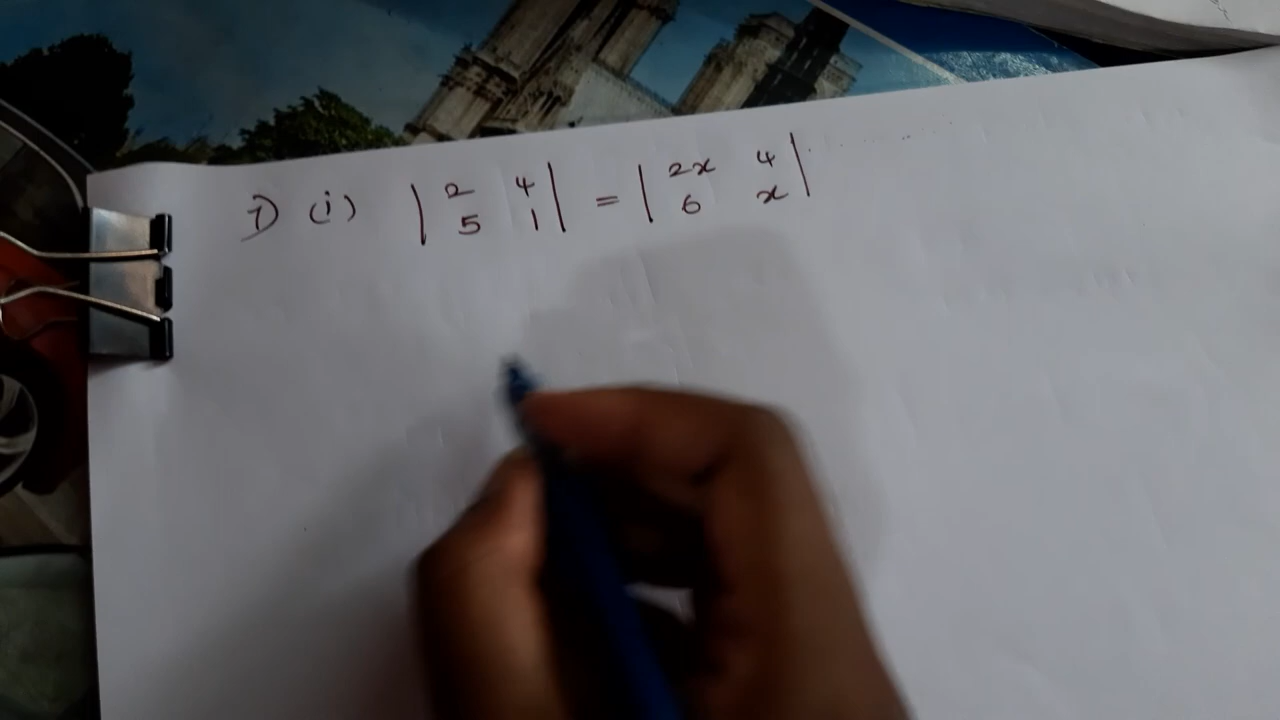 7) (i) | 2 4 | = | 2x 4 |
| 5 1 | | 6 x |